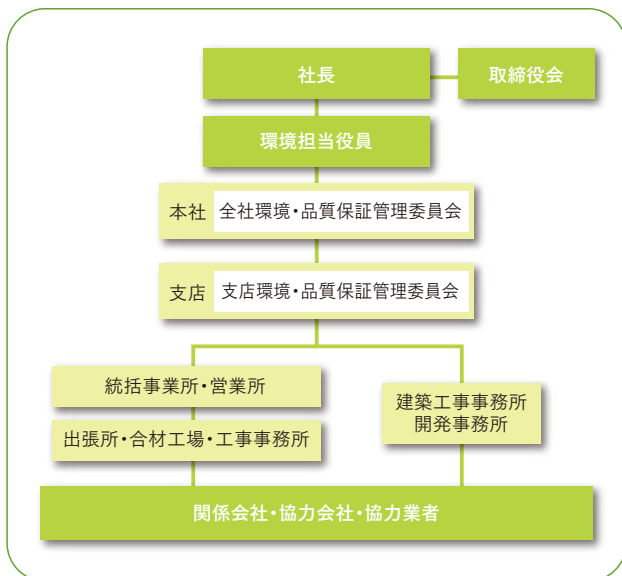 社長
取締役会
環境担当役員
本社 全社環境・品質保証管理委員会
支店 支店環境・品質保証管理委員会
統括事業所・営業所
出張所・合材工場・工事事務所
建築工事事務所
開発事務所
関係会社・協力会社・協力業者